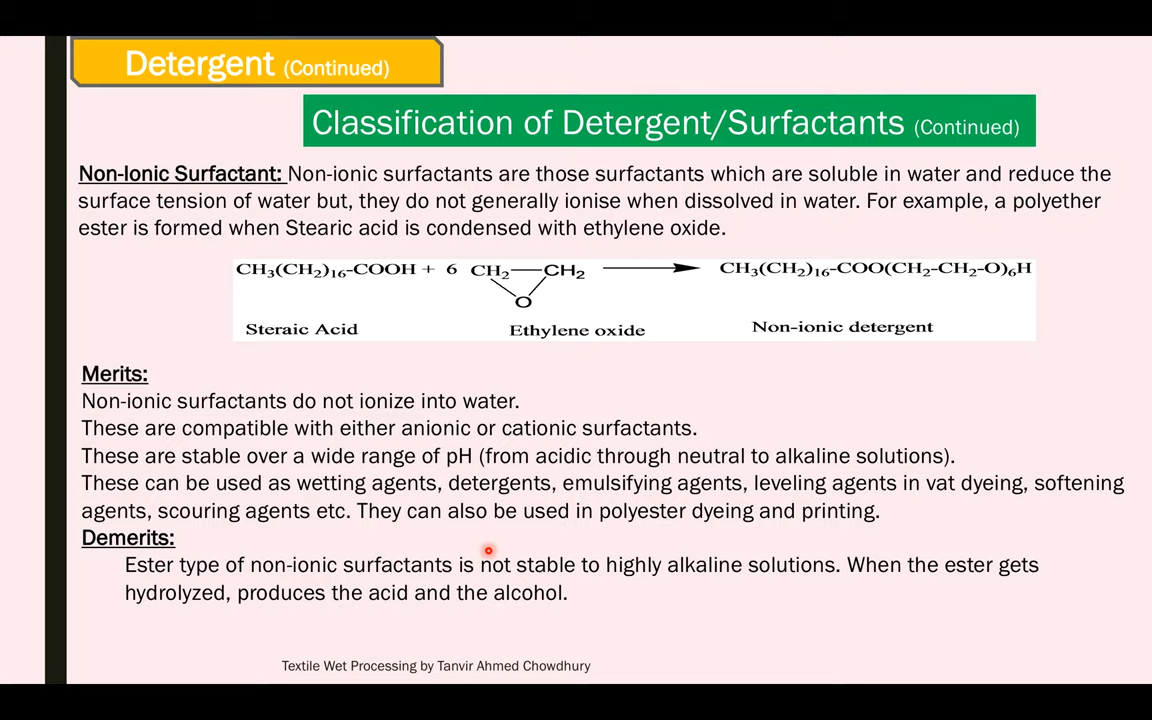 Detergent (Continued)
Classification of Detergent/Surfactants (Continued)
Non-Ionic Surfactant: Non-ionic surfactants are those surfactants which are soluble in water and reduce the
surface tension of water but, they do not generally ionise when dissolved in water. For example, a polyether
ester is formed when Stearic acid is condensed with ethylene oxide.
CH₃(CH₂)₁₆-COOH + 6 CH₂—CH₂ → CH₃(CH₂)₁₆-COO(CH₂-CH₂-O)₆H
O
Steraic Acid Ethylene oxide Non-ionic detergent
Merits:
Non-ionic surfactants do not ionize into water.
These are compatible with either anionic or cationic surfactants.
These are stable over a wide range of pH (from acidic through neutral to alkaline solutions).
These can be used as wetting agents, detergents, emulsifying agents, leveling agents in vat dyeing, softening
agents, scouring agents etc. They can also be used in polyester dyeing and printing.
Demerits:
Ester type of non-ionic surfactants is not stable to highly alkaline solutions. When the ester gets
hydrolyzed, produces the acid and the alcohol.
Textile Wet Processing by Tanvir Ahmed Chowdhury